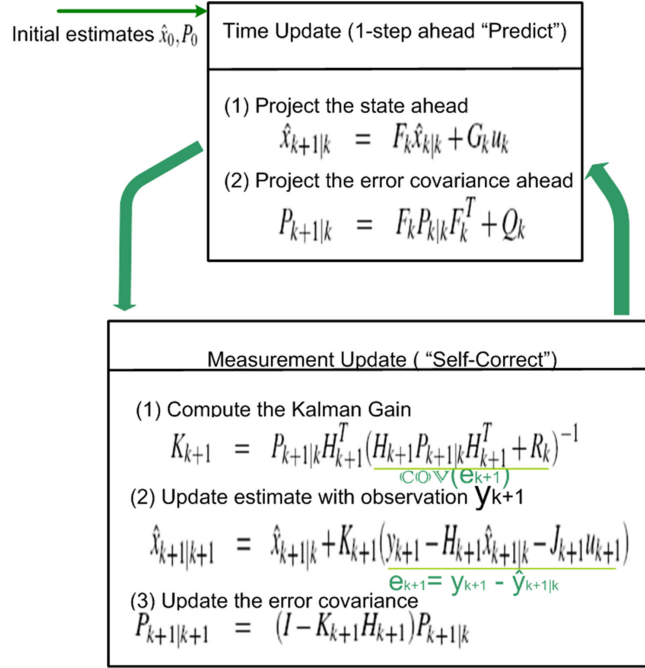 Initial estimates x̂₀, P₀
Time Update (1-step ahead “Predict”)
(1) Project the state ahead
x̂ₖ₊₁|ₖ = Fₖx̂ₖ|ₖ + Gₖuₖ
(2) Project the error covariance ahead
Pₖ₊₁|ₖ = FₖPₖ|ₖFₖᵀ + Qₖ
Measurement Update ( “Self-Correct”)
(1) Compute the Kalman Gain
Kₖ₊₁ = Pₖ₊₁|ₖHₖ₊₁ᵀ(Hₖ₊₁Pₖ₊₁|ₖHₖ₊₁ᵀ + Rₖ)⁻¹
ℂ𝕆𝕍(eₖ₊₁)
(2) Update estimate with observation yₖ₊₁
x̂ₖ₊₁|ₖ₊₁ = x̂ₖ₊₁|ₖ + Kₖ₊₁(yₖ₊₁ − Hₖ₊₁x̂ₖ₊₁|ₖ − Jₖ₊₁uₖ₊₁)
eₖ₊₁= yₖ₊₁ - ŷₖ₊₁|ₖ
(3) Update the error covariance
Pₖ₊₁|ₖ₊₁ = (I − Kₖ₊₁Hₖ₊₁)Pₖ₊₁|ₖ